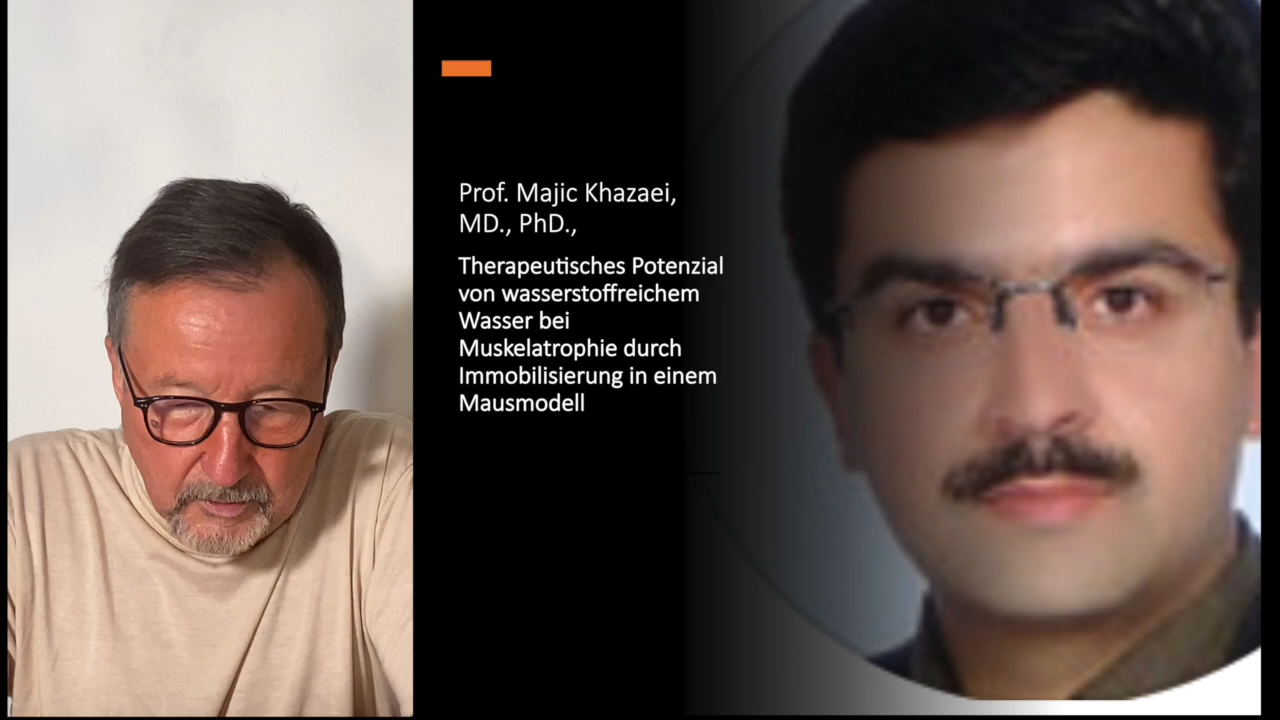 Prof. Majic Khazaei,
MD., PhD.,
Therapeutisches Potenzial
von wasserstoffreichem
Wasser bei
Muskelatrophie durch
Immobilisierung in einem
Mausmodell